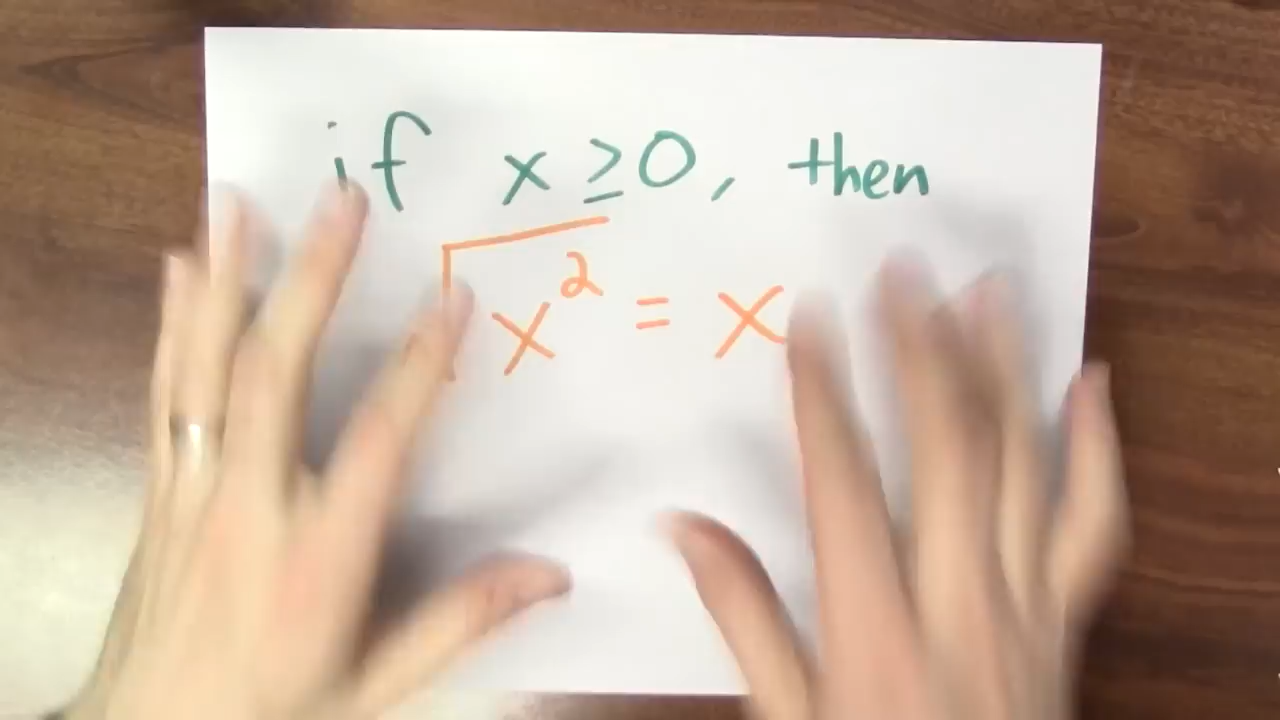 if x ≥ 0, then
√x² = x